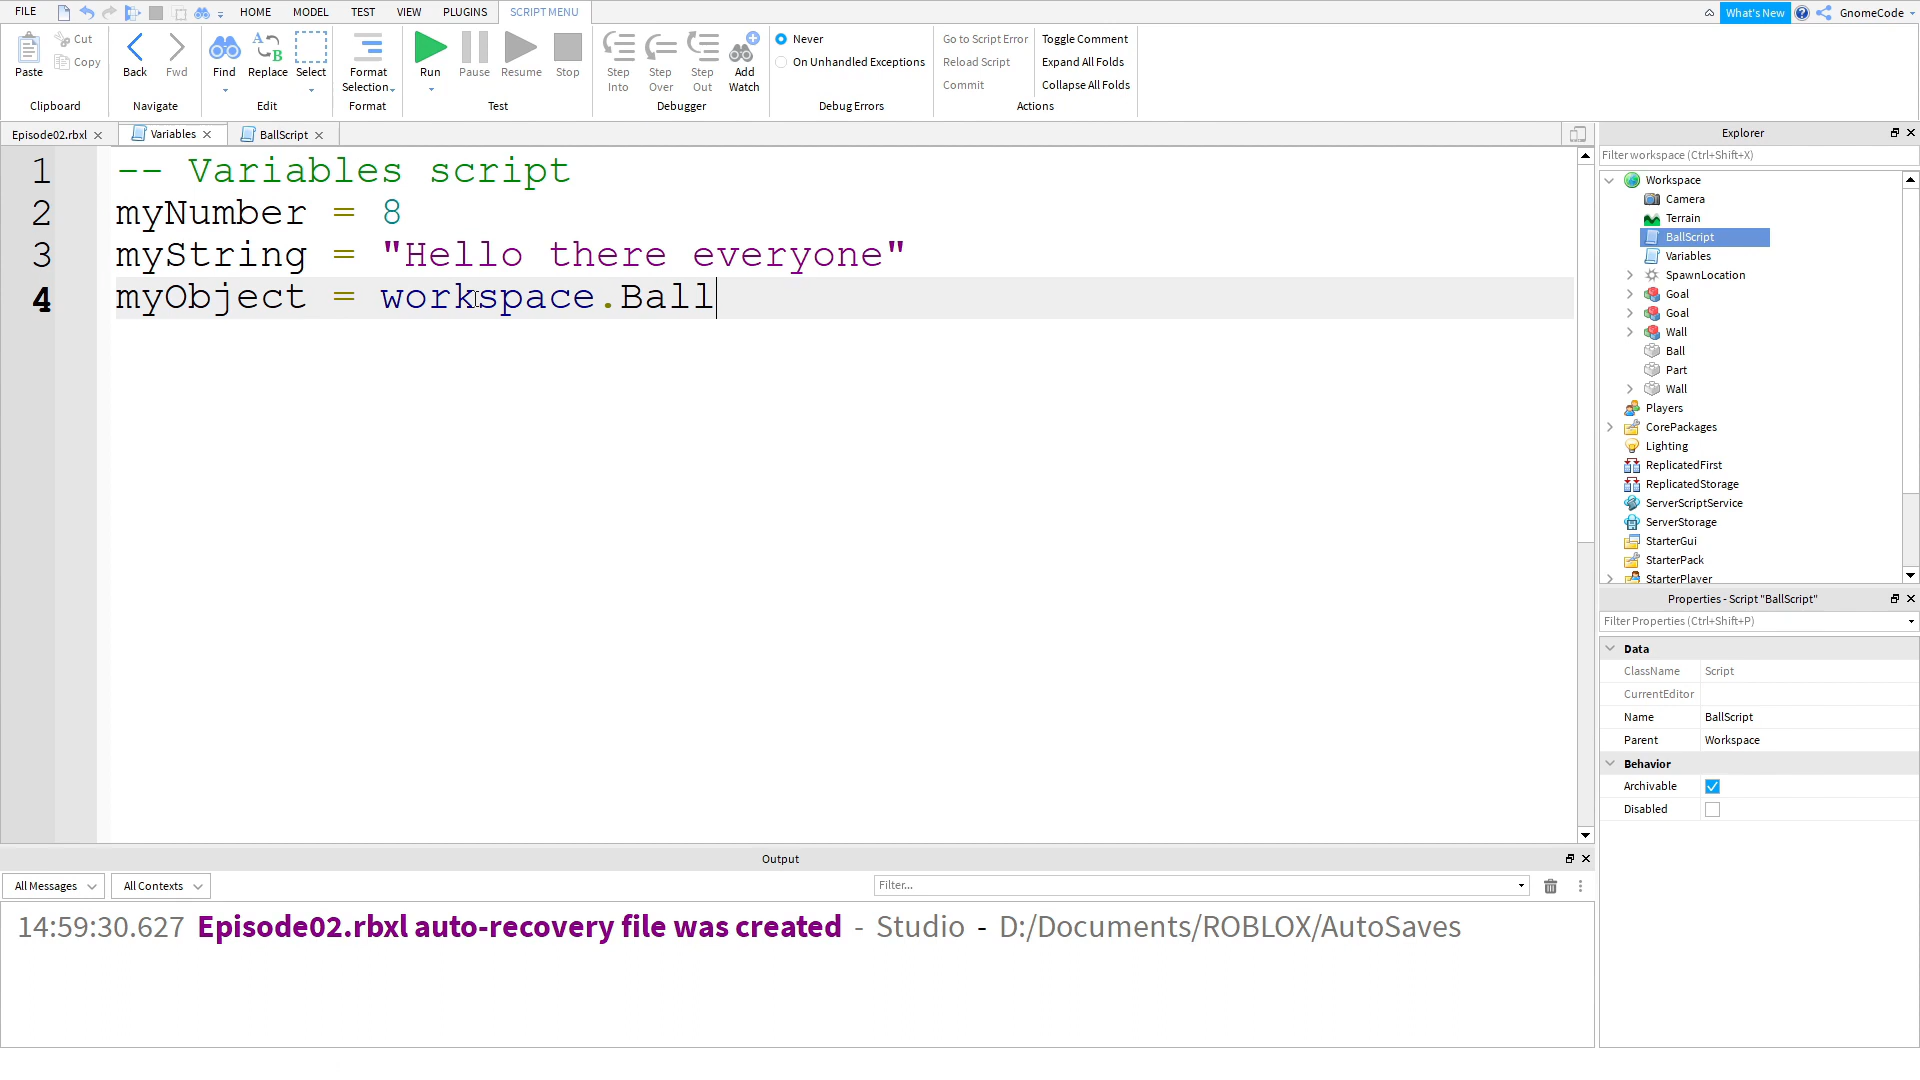 FILE HOME MODEL TEST VIEW PLUGINS SCRIPT MENU What's New GnomeCode
Paste Cut Copy Back Fwd Find Replace Select Format Selection Run Pause Resume Stop Step Into Step Over Step Out Add Watch
Never
On Unhandled Exceptions
Go to Script Error
Reload Script
Commit
Toggle Comment
Expand All Folds
Collapse All Folds
Clipboard Navigate Edit Format Test Debugger Debug Errors Actions
Episode02.rbxl Variables BallScript
1 -- Variables script
2 myNumber = 8
3 myString = "Hello there everyone"
4 myObject = workspace.Ball
Explorer
Filter workspace (Ctrl+Shift+X)
Workspace
Camera
Terrain
BallScript
Variables
SpawnLocation
Goal
Goal
Wall
Ball
Part
Wall
Players
CorePackages
Lighting
ReplicatedFirst
ReplicatedStorage
ServerScriptService
ServerStorage
StarterGui
StarterPack
StarterPlayer
Properties - Script "BallScript"
Filter Properties (Ctrl+Shift+P)
Data
ClassName Script
CurrentEditor
Name BallScript
Parent Workspace
Behavior
Archivable
Disabled
Output
All Messages All Contexts Filter...
14:59:30.627 Episode02.rbxl auto-recovery file was created - Studio - D:/Documents/ROBLOX/AutoSaves